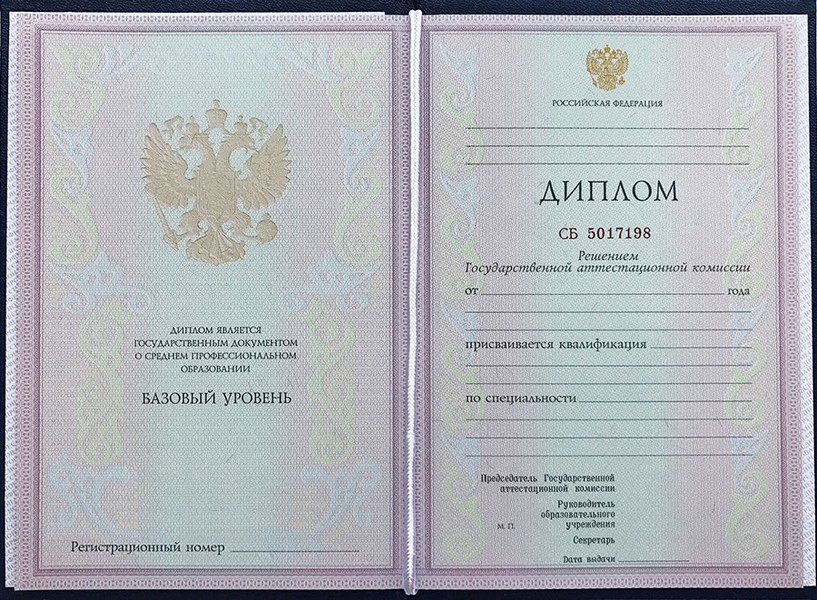 ДИПЛОМ ЯВЛЯЕТСЯ
ГОСУДАРСТВЕННЫМ ДОКУМЕНТОМ
О СРЕДНЕМ ПРОФЕССИОНАЛЬНОМ
ОБРАЗОВАНИИ
БАЗОВЫЙ УРОВЕНЬ
Регистрационный номер
РОССИЙСКАЯ ФЕДЕРАЦИЯ
ДИПЛОМ
СБ 5017198
Решением
Государственной аттестационной комиссии
от года
присваивается квалификация
по специальности
Председатель Государственной
аттестационной комиссии
Руководитель
образовательного
М. П. учреждения
Секретарь
Дата выдачи